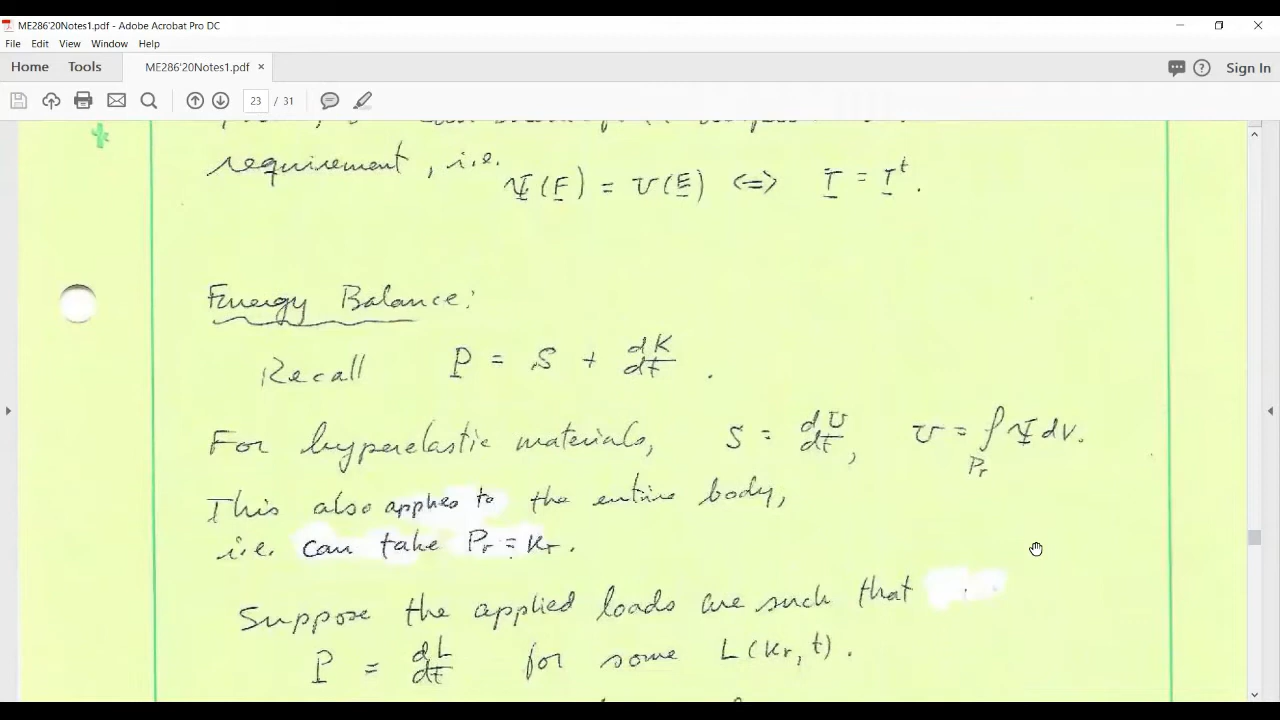 ME286'20Notes1.pdf - Adobe Acrobat Pro DC
File Edit View Window Help
Home Tools ME286'20Notes1.pdf × Sign In
23 / 31
requirement, i.e.
Ψ(F) = U(E) <=> T = Tᵗ.
Energy Balance:
Recall P = S + dK/dt.
For hyperelastic materials, S = dU/dt, U = ∫_Pr Ψ dv.
This also applies to the entire body,
i.e. can take Pr = Kr.
Suppose the applied loads are such that
P = dL/dt for some L(Kr, t).